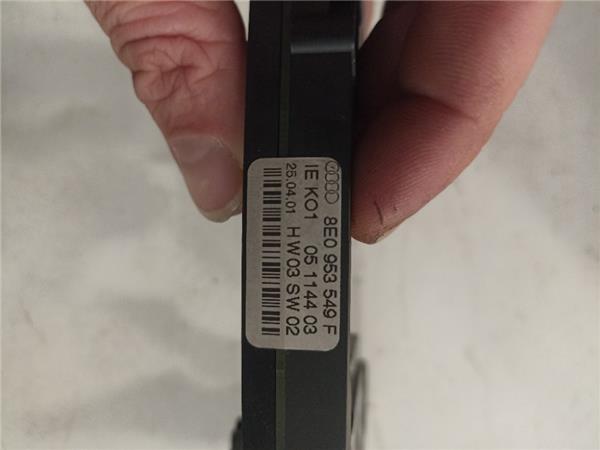 8E0 953 549 F
IE KO1 05 1144 03
25.04.01 HW03 SW 02